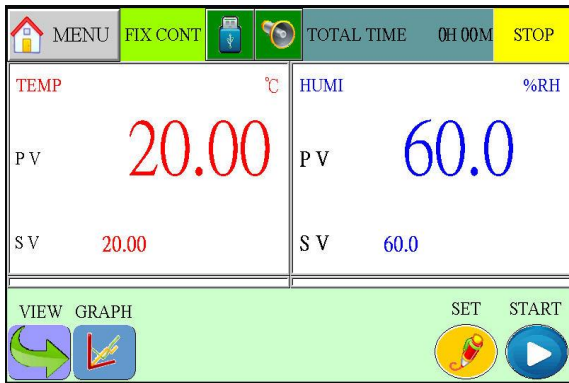 MENU FIX CONT TOTAL TIME 0H 00M STOP
TEMP ℃ HUMI %RH
P V 20.00 P V 60.0
S V 20.00 S V 60.0
VIEW GRAPH SET START